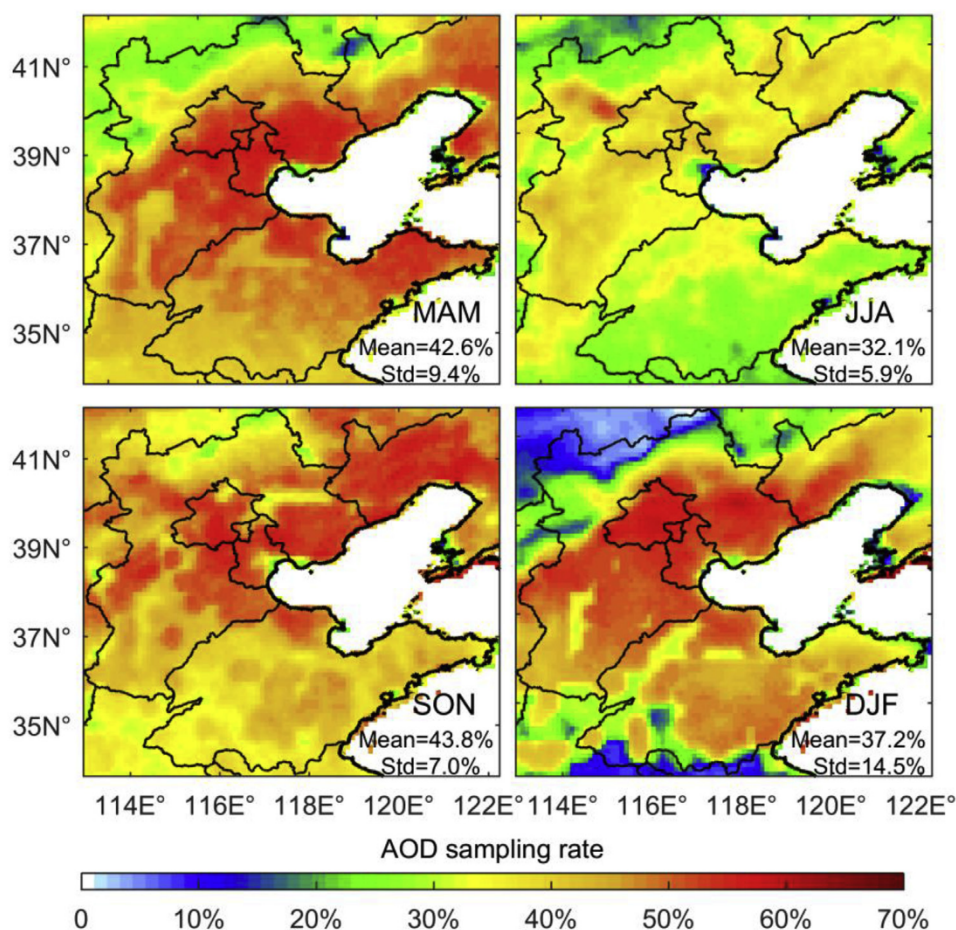 41N°
39N°
37N°
35N°
MAM
Mean=42.6%
Std=9.4%
JJA
Mean=32.1%
Std=5.9%
41N°
39N°
37N°
35N°
SON
Mean=43.8%
Std=7.0%
DJF
Mean=37.2%
Std=14.5%
114E° 116E° 118E° 120E° 122E° 114E° 116E° 118E° 120E° 122E°
AOD sampling rate
0 10% 20% 30% 40% 50% 60% 70%